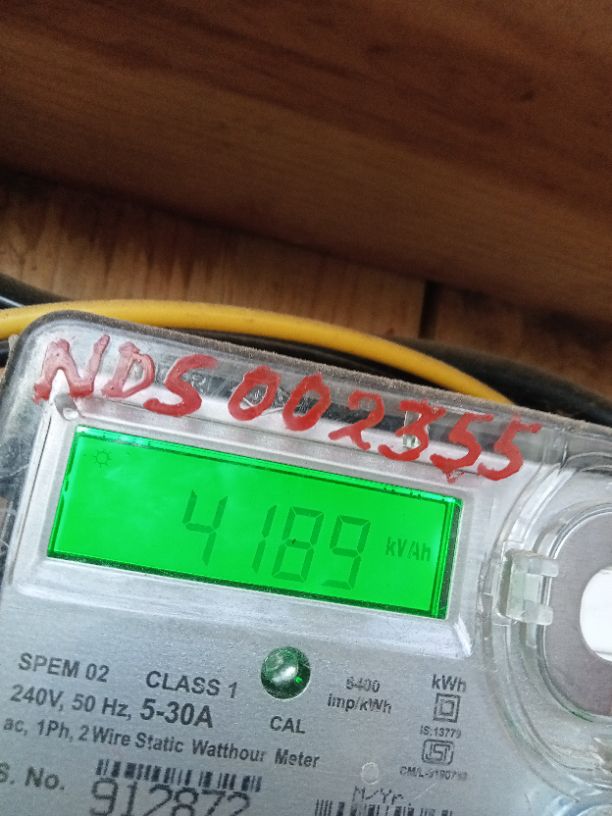 NDS 002355
4189 kVAh
SPEM 02 CLASS 1 6400 kWh
240V, 50 Hz, 5-30A imp/kWh
CAL
IS:13779
ac, 1Ph, 2 Wire Static Watthour Meter
S. No.
912872
M/Yr.